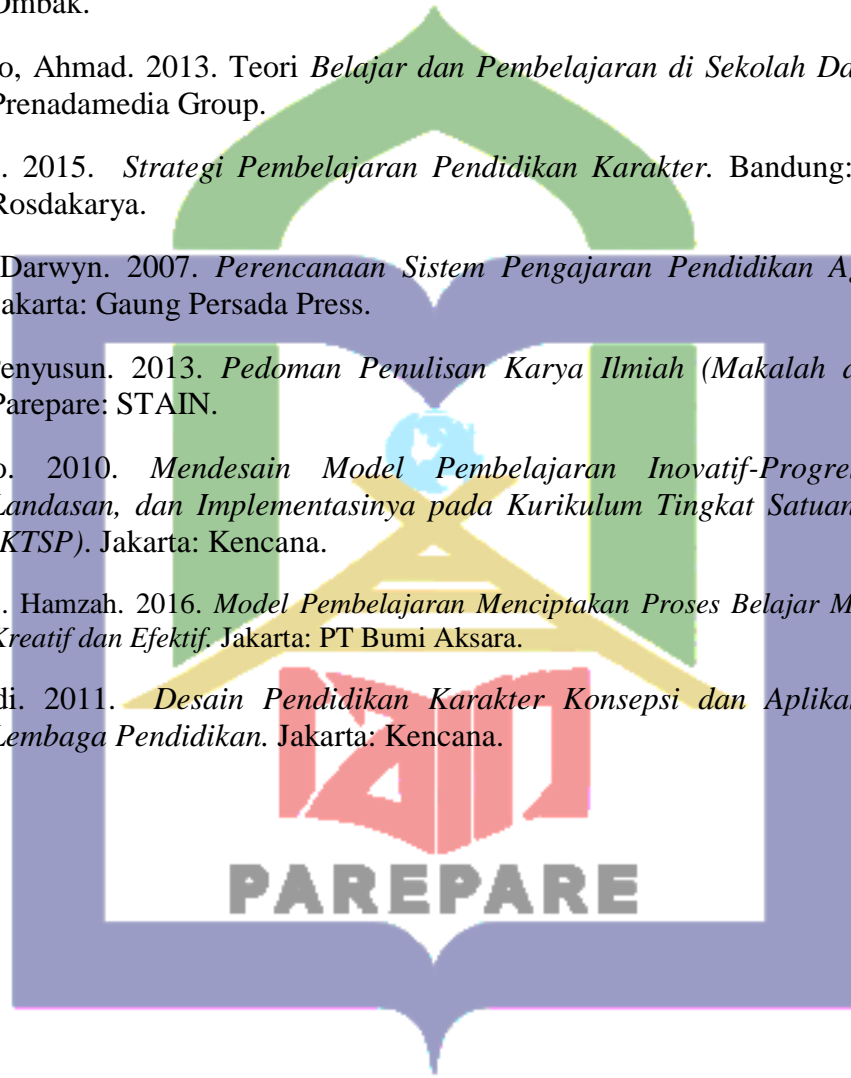 Ombak.
o, Ahmad. 2013. Teori Belajar dan Pembelajaran di Sekolah Da
Prenadamedia Group.
. 2015. Strategi Pembelajaran Pendidikan Karakter. Bandung:
Rosdakarya.
Darwyn. 2007. Perencanaan Sistem Pengajaran Pendidikan Ag
Jakarta: Gaung Persada Press.
Penyusun. 2013. Pedoman Penulisan Karya Ilmiah (Makalah d
Parepare: STAIN.
o. 2010. Mendesain Model Pembelajaran Inovatif-Progre
Landasan, dan Implementasinya pada Kurikulum Tingkat Satuan
(KTSP). Jakarta: Kencana.
. Hamzah. 2016. Model Pembelajaran Menciptakan Proses Belajar M
Kreatif dan Efektif. Jakarta: PT Bumi Aksara.
di. 2011. Desain Pendidikan Karakter Konsepsi dan Aplika
Lembaga Pendidikan. Jakarta: Kencana.
PAREPARE